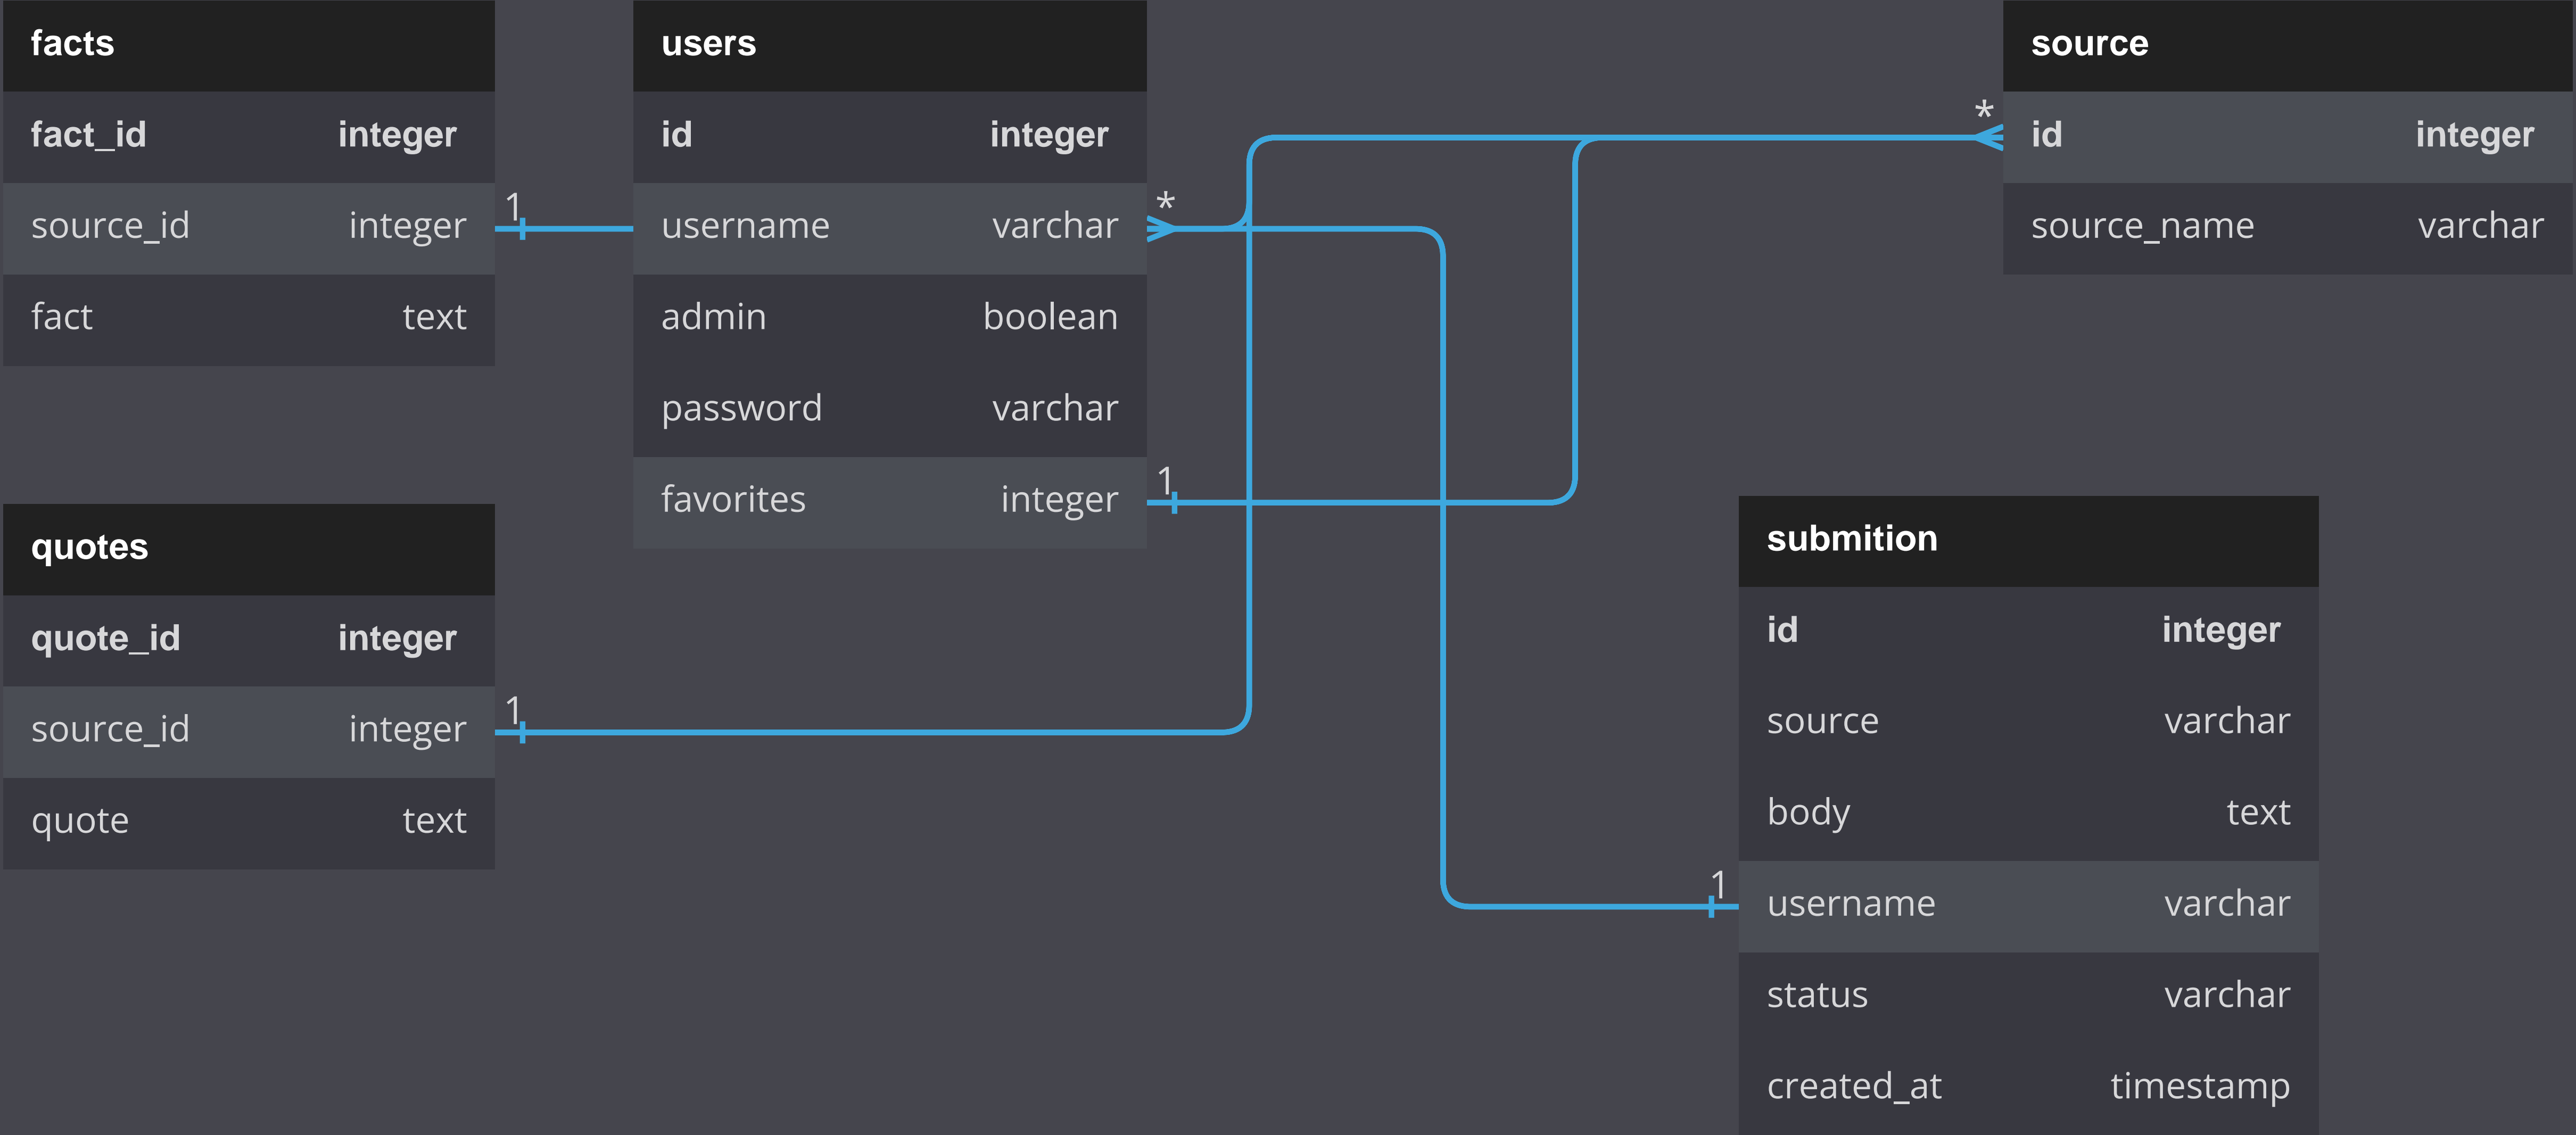 facts
fact_id integer
source_id integer
fact text
1
users
id integer
username varchar
admin boolean
password varchar
favorites integer
*
1
source
id integer
source_name varchar
*
quotes
quote_id integer
source_id integer
quote text
1
submition
id integer
source varchar
body text
username varchar
status varchar
created_at timestamp
1